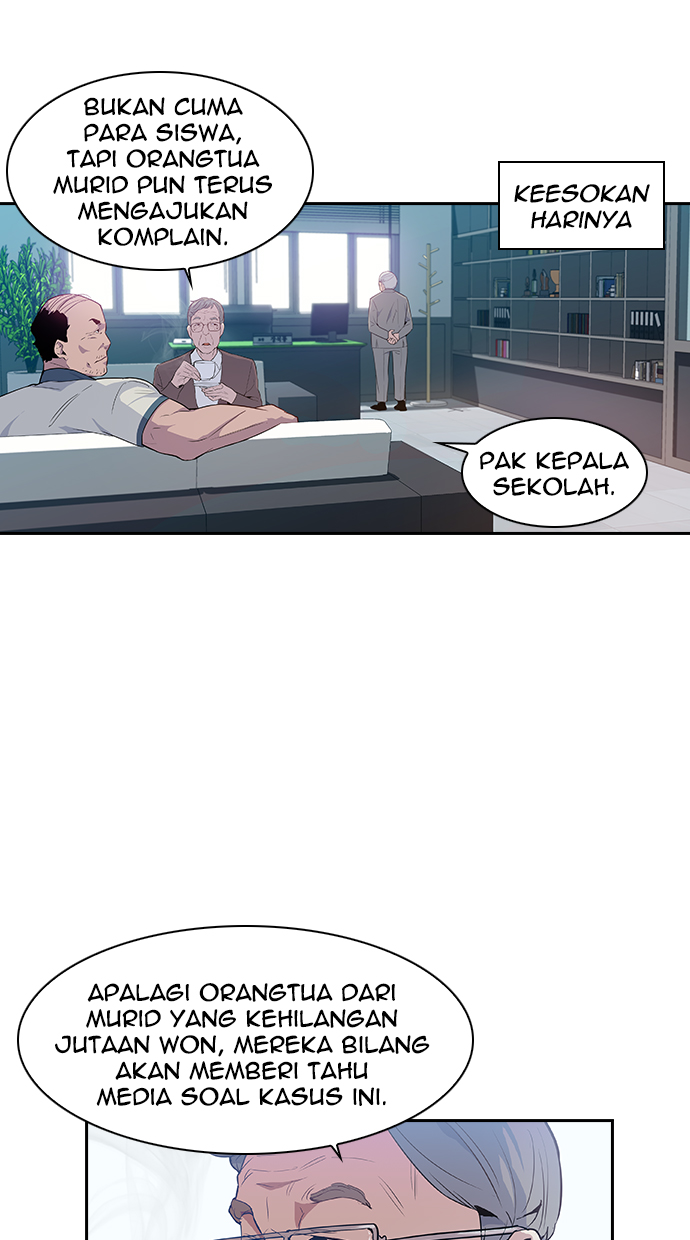 BUKAN CUMA
PARA SISWA,
TAPI ORANGTUA
MURID PUN TERUS
MENGAJUKAN
KOMPLAIN.
KEESOKAN
HARINYA
PAK KEPALA
SEKOLAH.
APALAGI ORANGTUA DARI
MURID YANG KEHILANGAN
JUTAAN WON, MEREKA BILANG
AKAN MEMBERI TAHU
MEDIA SOAL KASUS INI.